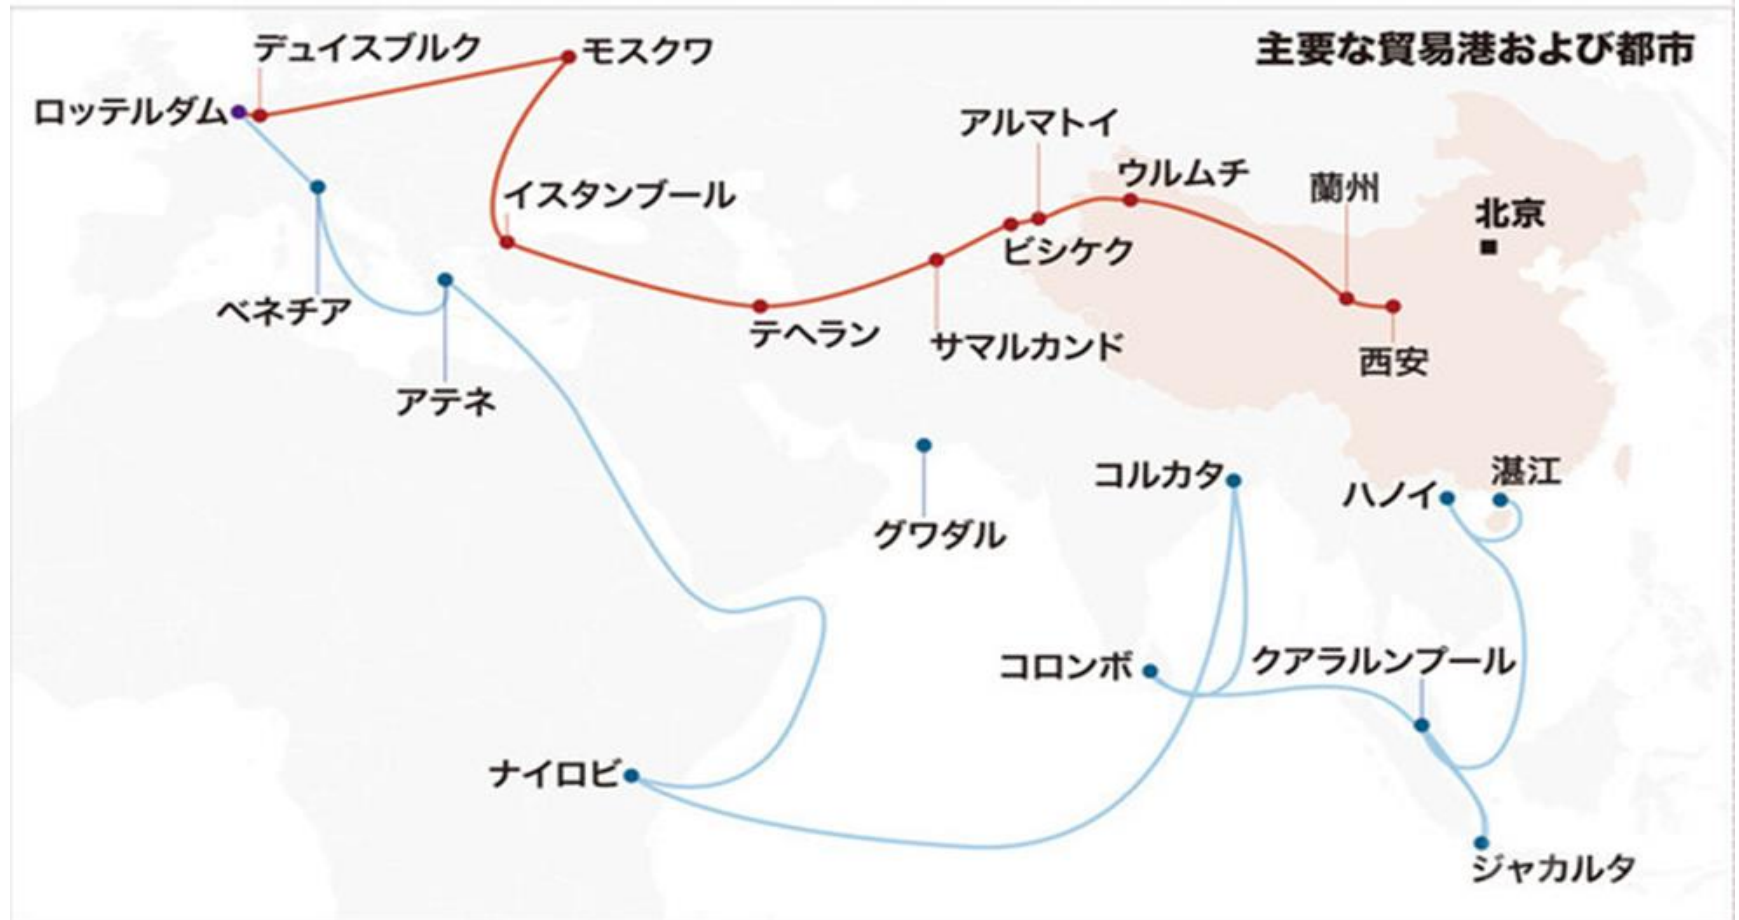 主要な貿易港および都市
デュイスブルク
モスクワ
ロッテルダム
アルマトイ
ウルムチ
蘭州
北京
イスタンブール
ビシケク
ベネチア
テヘラン
サマルカンド
西安
アテネ
グワダル
コルカタ
ハノイ
湛江
コロンボ
クアラルンプール
ナイロビ
ジャカルタ